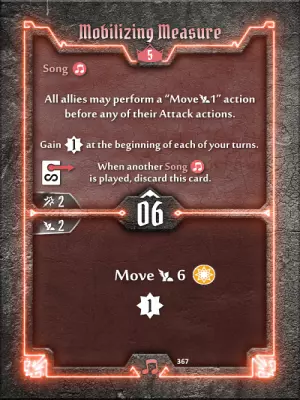 Mobilizing Measure
5
Song
All allies may perform a “Move 1” action
before any of their Attack actions.
Gain 1 at the beginning of each of your turns.
When another Song
is played, discard this card.
2
06
2
Move 6
1
367